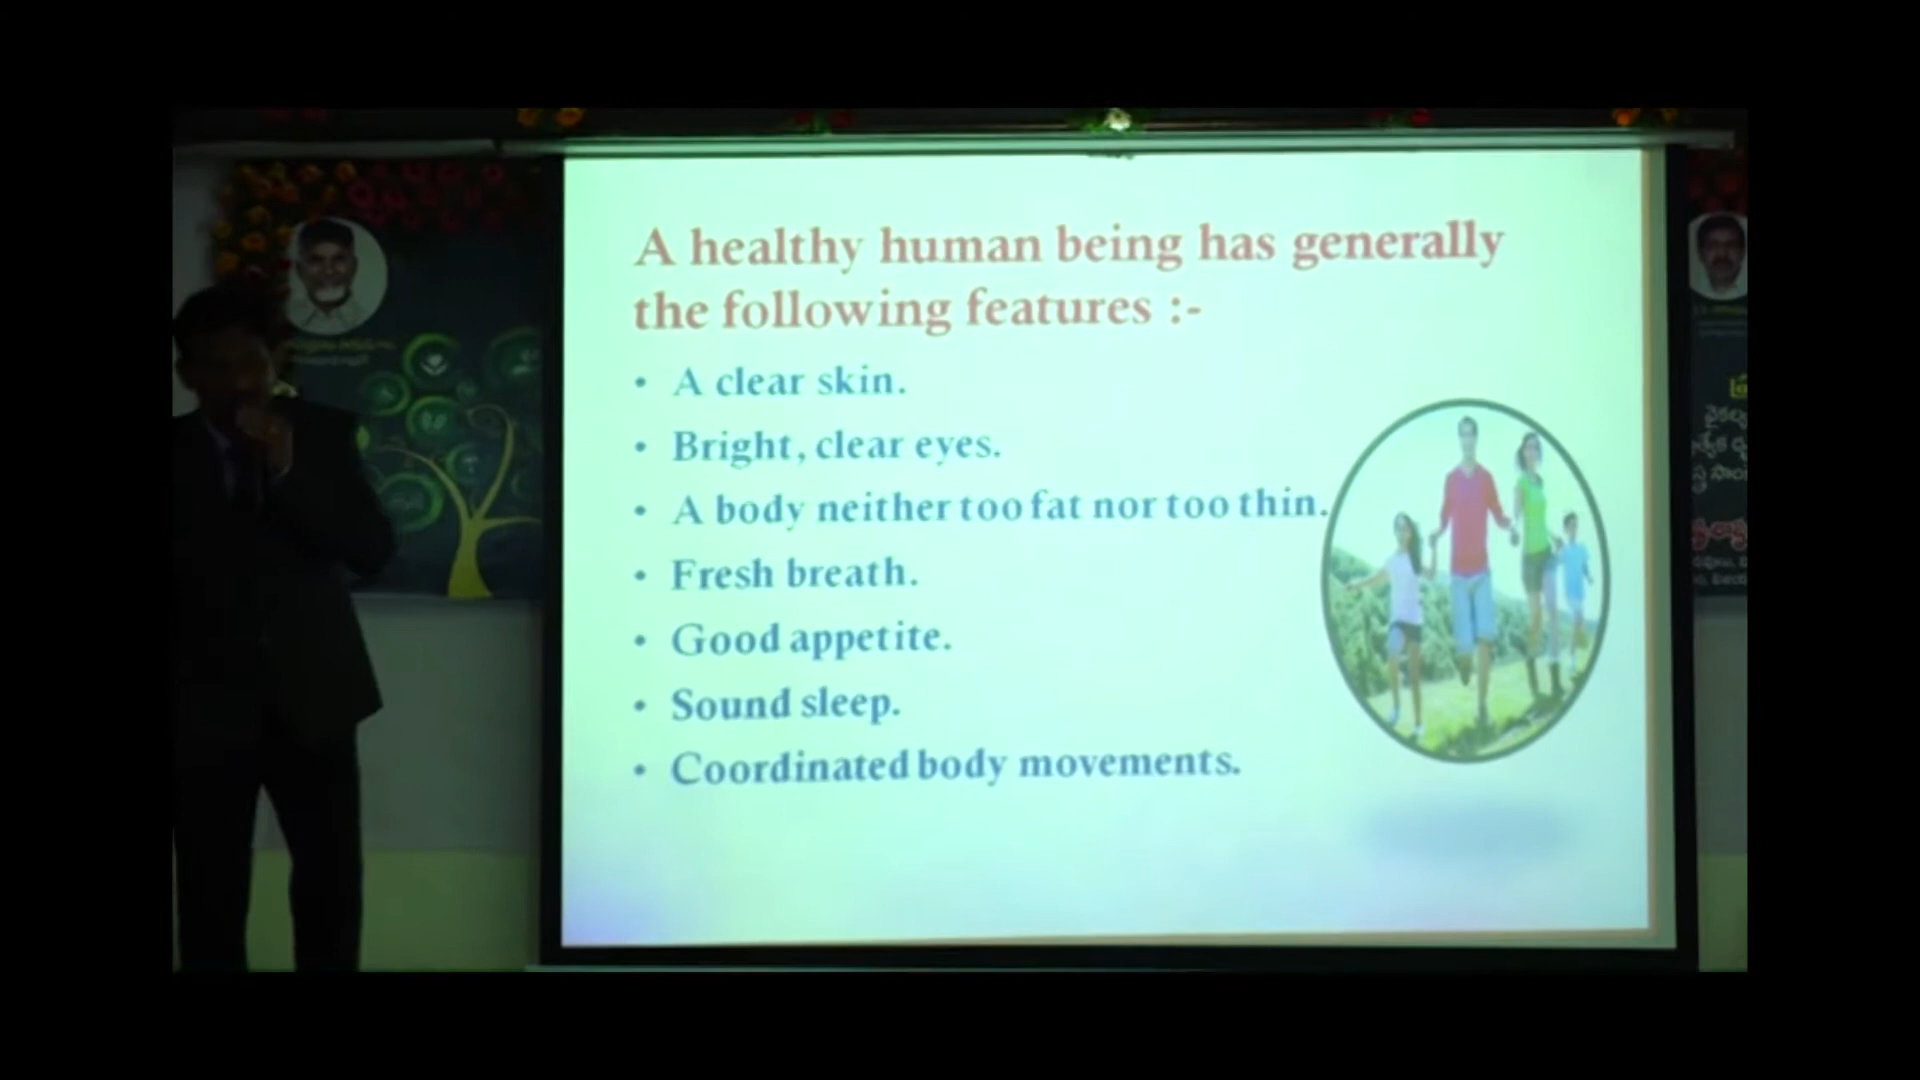 A healthy human being has generally
the following features :-
• A clear skin.
• Bright, clear eyes.
• A body neither too fat nor too thin.
• Fresh breath.
• Good appetite.
• Sound sleep.
• Coordinated body movements.